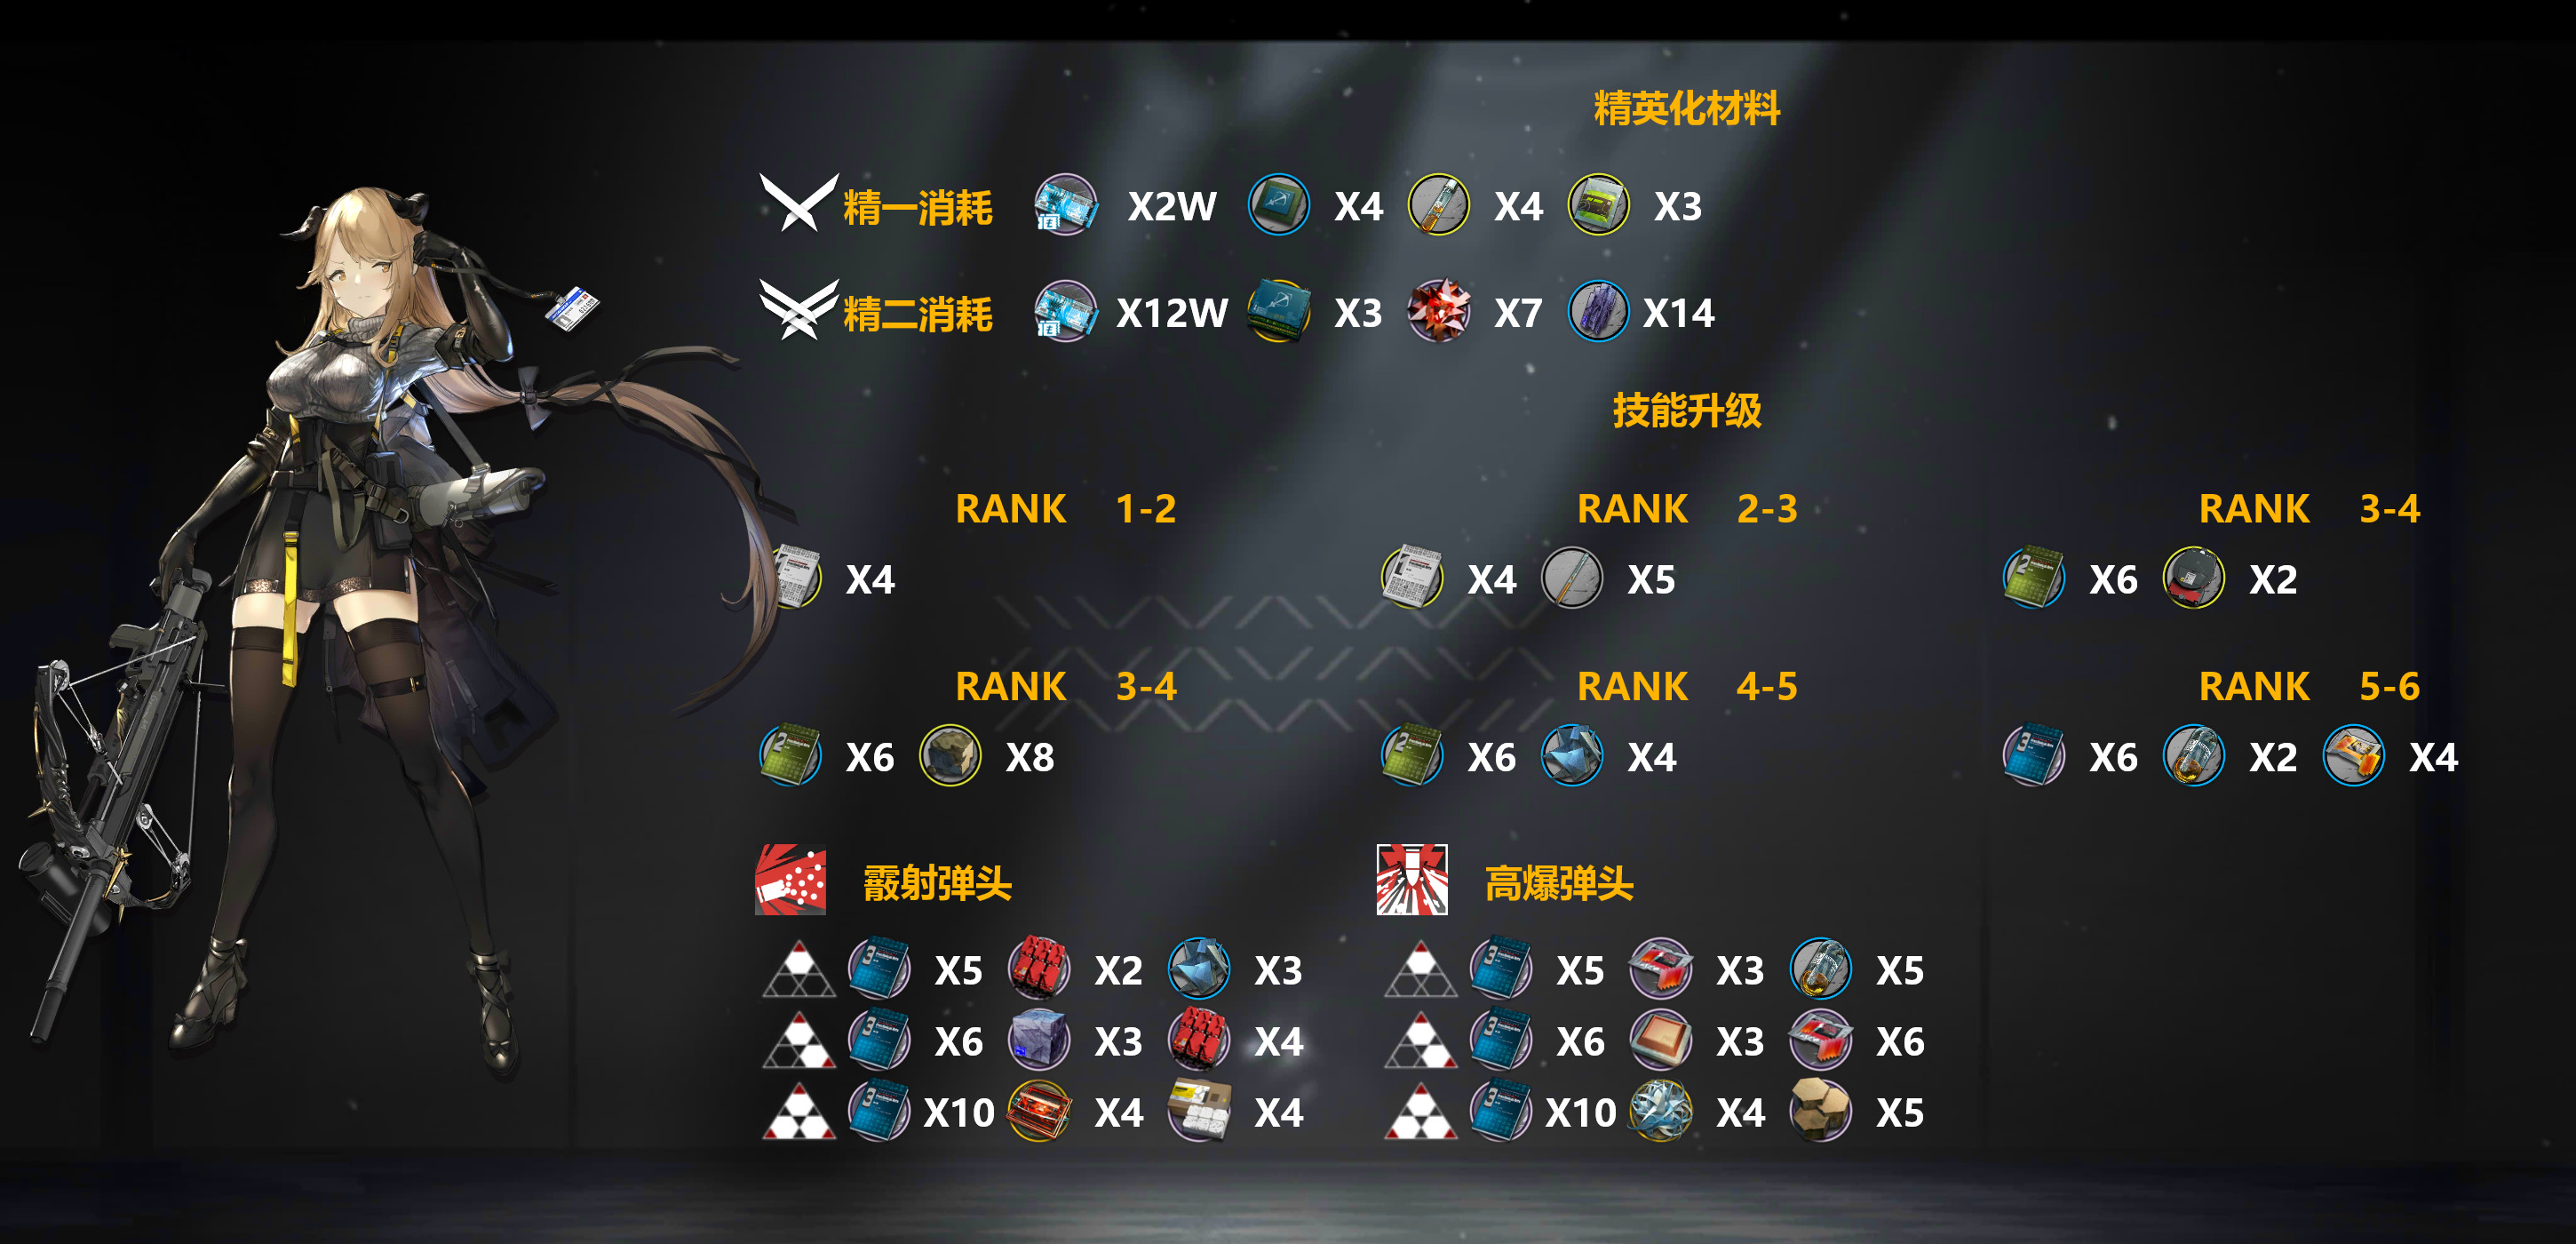 精英化材料
精一消耗 X2W X4 X4 X3
精二消耗 X12W X3 X7 X14
技能升级
RANK 1-2 RANK 2-3 RANK 3-4
X4 X4 X5 X6 X2
RANK 3-4 RANK 4-5 RANK 5-6
X6 X8 X6 X4 X6 X2 X4
霰射弹头 高爆弹头
X5 X2 X3 X5 X3 X5
X6 X3 X4 X6 X3 X6
X10 X4 X4 X10 X4 X5